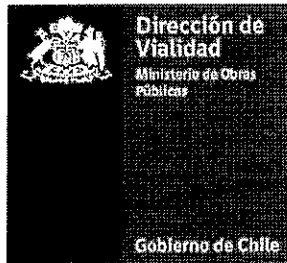 Dirección de
Vialidad
Ministerio de Obras
Públicas
Gobierno de Chile